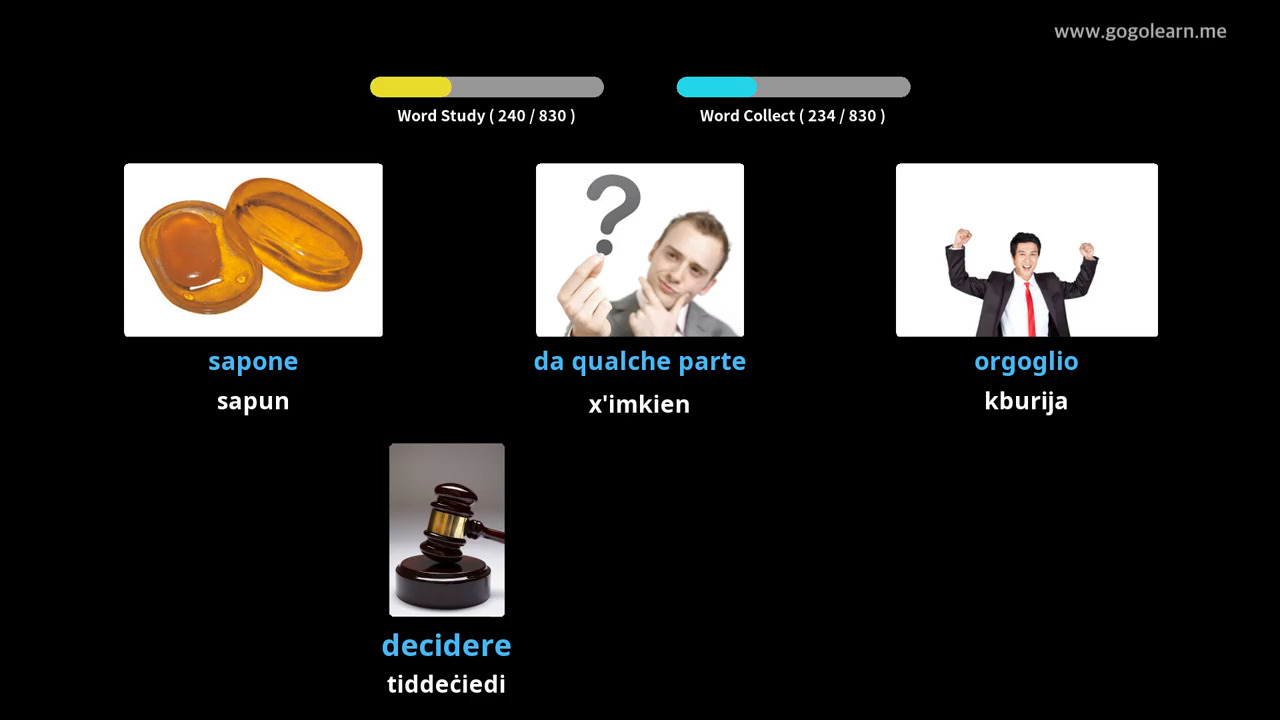 www.gogolearn.me
Word Study ( 240 / 830 )
Word Collect ( 234 / 830 )
sapone
sapun
da qualche parte
x'imkien
orgoglio
kburija
decidere
tiddeċiedi